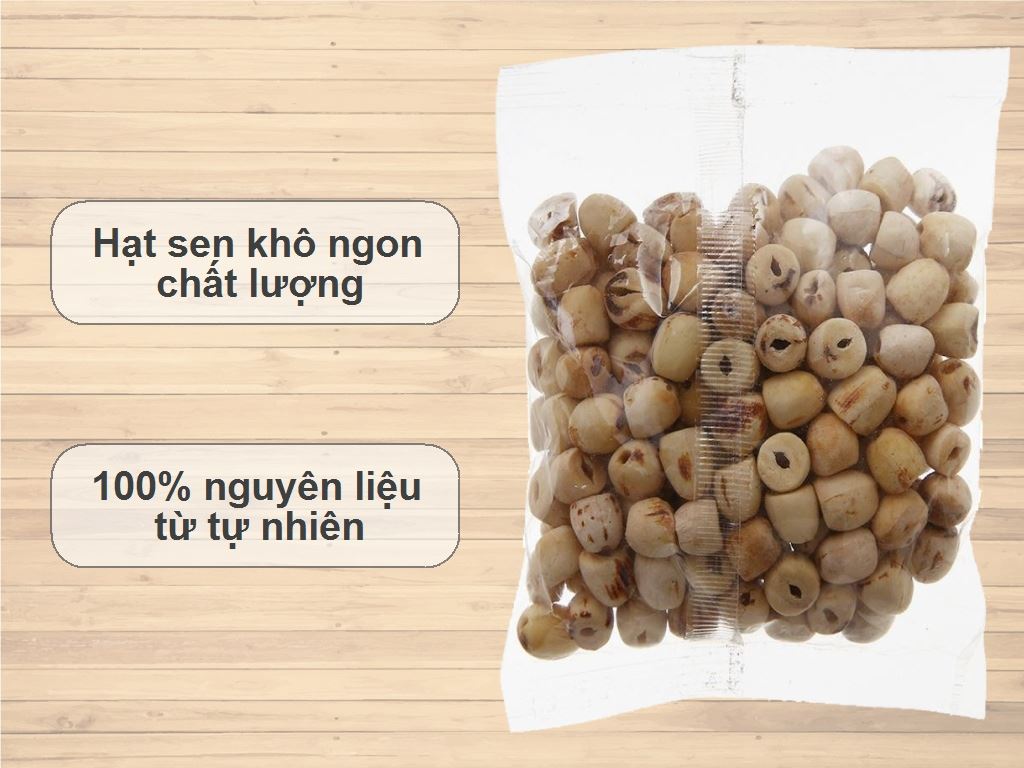 Hạt sen khô ngon
chất lượng
100% nguyên liệu
từ tự nhiên